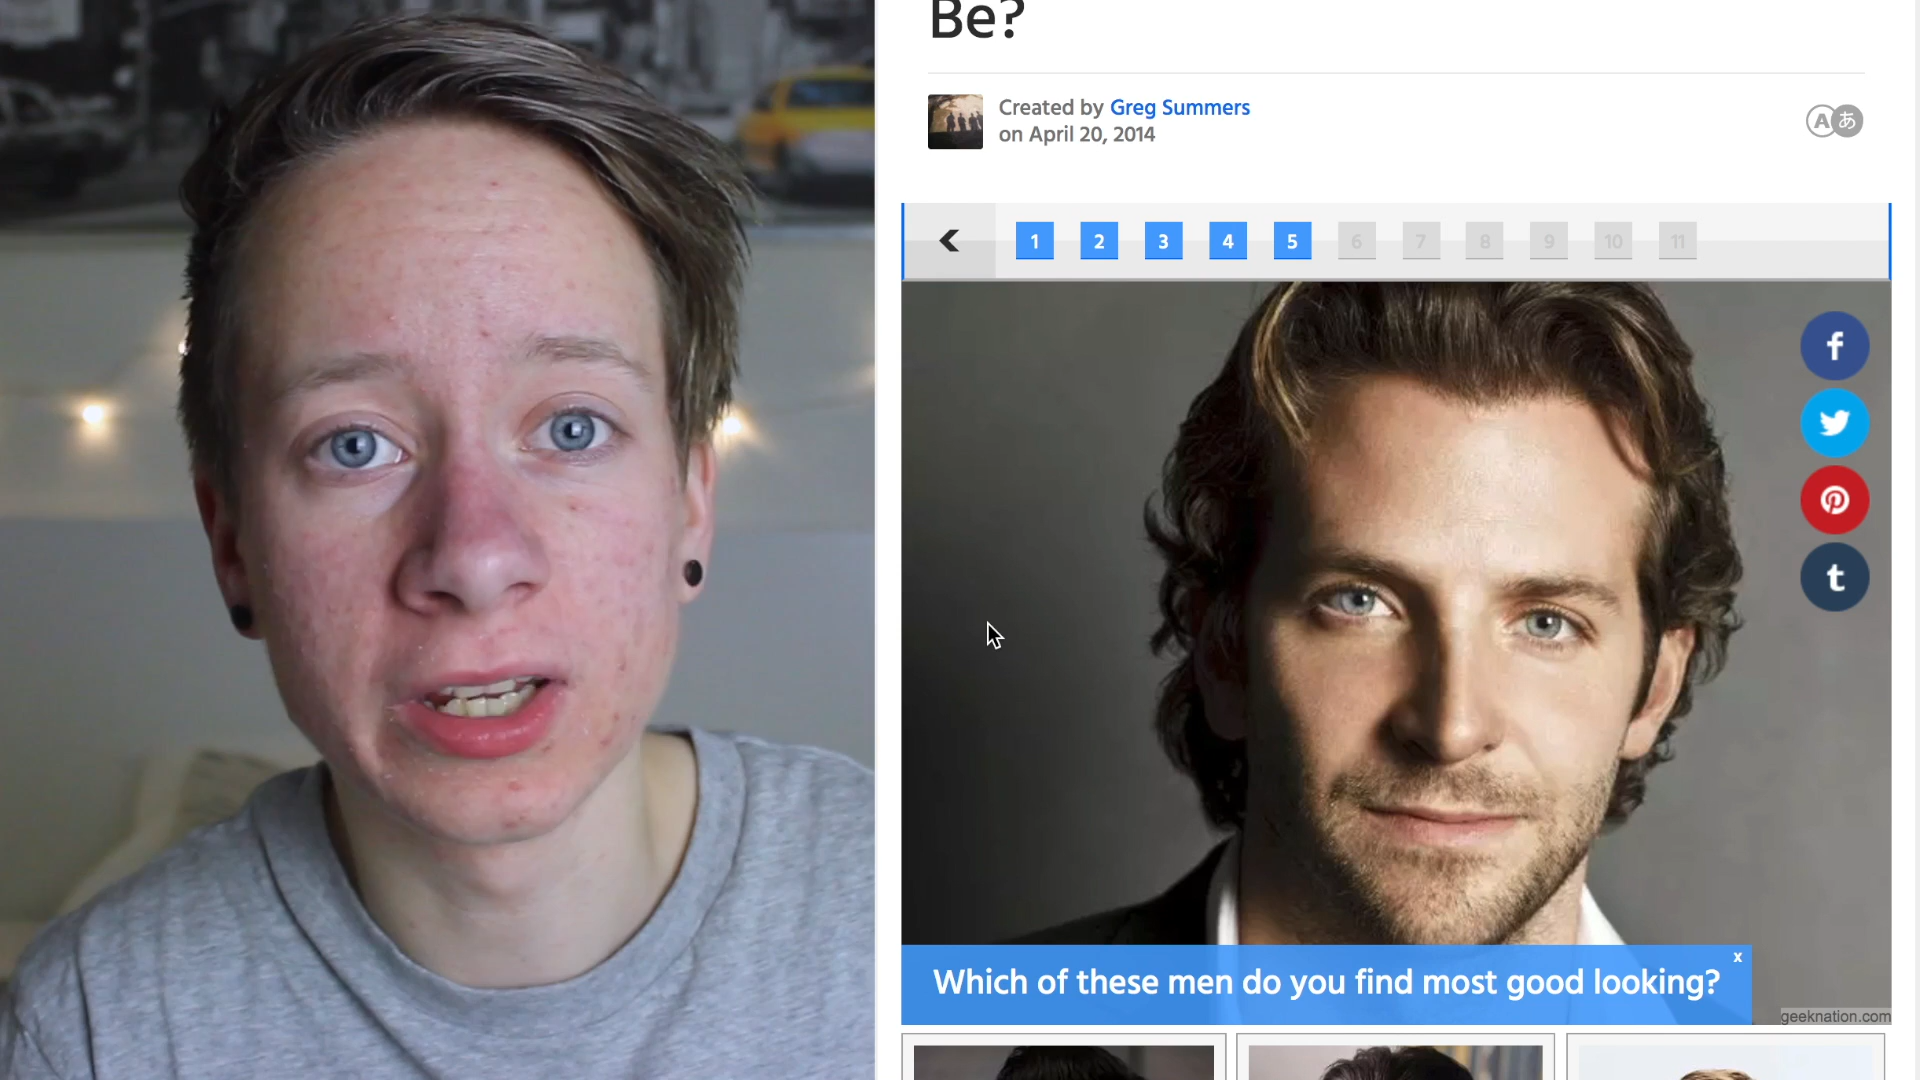 Be?
Created by Greg Summers
on April 20, 2014
A あ
1 2 3 4 5 6 7 8 9 10 11
f
t
x
Which of these men do you find most good looking?
geeknation.com